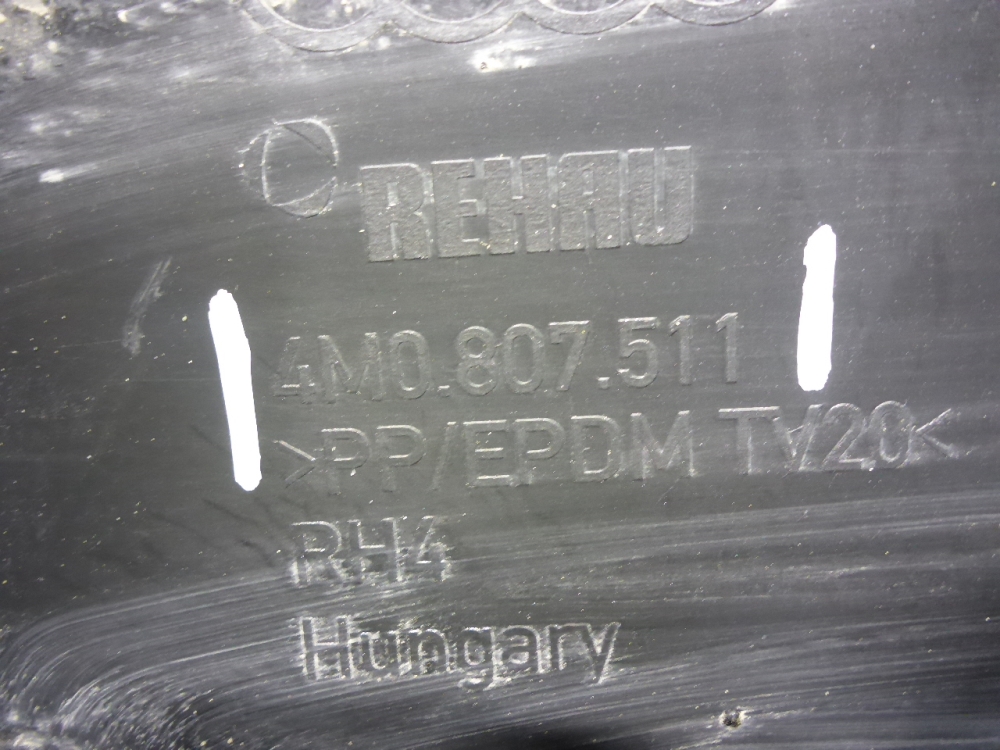 REHAU
4M0.807.511
>PP/EPDM TV20<
RH4
Hungary